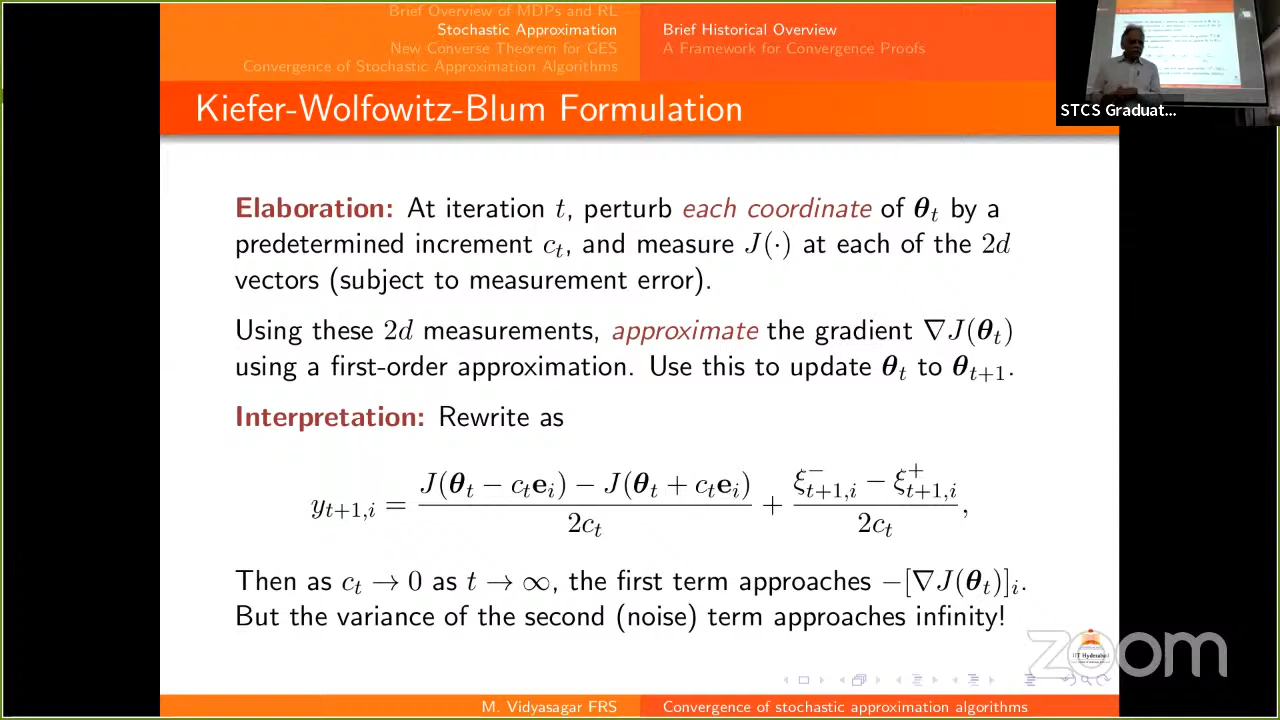 Brief Overview of MDPs and RL
Stochastic Approximation
New Converse Theorem for GES
Convergence of Stochastic Approximation Algorithms
Brief Historical Overview
A Framework for Convergence Proofs
STCS Graduat...
Kiefer-Wolfowitz-Blum Formulation
Elaboration: At iteration t, perturb each coordinate of θ_t by a
predetermined increment c_t, and measure J(·) at each of the 2d
vectors (subject to measurement error).
Using these 2d measurements, approximate the gradient ∇J(θ_t)
using a first-order approximation. Use this to update θ_t to θ_{t+1}.
Interpretation: Rewrite as
y_{t+1,i} = \frac{J(θ_t − c_t e_i) − J(θ_t + c_t e_i)}{2c_t} + \frac{ξ^−_{t+1,i} − ξ^+_{t+1,i}}{2c_t},
Then as c_t → 0 as t → ∞, the first term approaches −[∇J(θ_t)]_i.
But the variance of the second (noise) term approaches infinity!
zoom
IIT Hyderabad
M. Vidyasagar FRS
Convergence of stochastic approximation algorithms